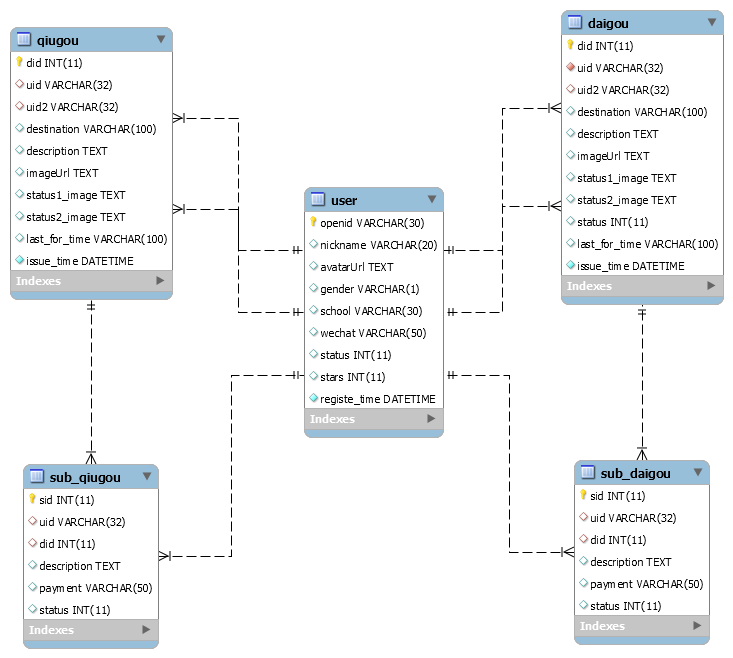 qiugou
did INT(11)
uid VARCHAR(32)
uid2 VARCHAR(32)
destination VARCHAR(100)
description TEXT
imageUrl TEXT
status1_image TEXT
status2_image TEXT
last_for_time VARCHAR(100)
issue_time DATETIME
Indexes
daigou
did INT(11)
uid VARCHAR(32)
uid2 VARCHAR(32)
destination VARCHAR(100)
description TEXT
imageUrl TEXT
status1_image TEXT
status2_image TEXT
status INT(11)
last_for_time VARCHAR(100)
issue_time DATETIME
Indexes
user
openid VARCHAR(30)
nickname VARCHAR(20)
avatarUrl TEXT
gender VARCHAR(1)
school VARCHAR(30)
wechat VARCHAR(50)
status INT(11)
stars INT(11)
registe_time DATETIME
Indexes
sub_qiugou
sid INT(11)
uid VARCHAR(32)
did INT(11)
description TEXT
payment VARCHAR(50)
status INT(11)
Indexes
sub_daigou
sid INT(11)
uid VARCHAR(32)
did INT(11)
description TEXT
payment VARCHAR(50)
status INT(11)
Indexes